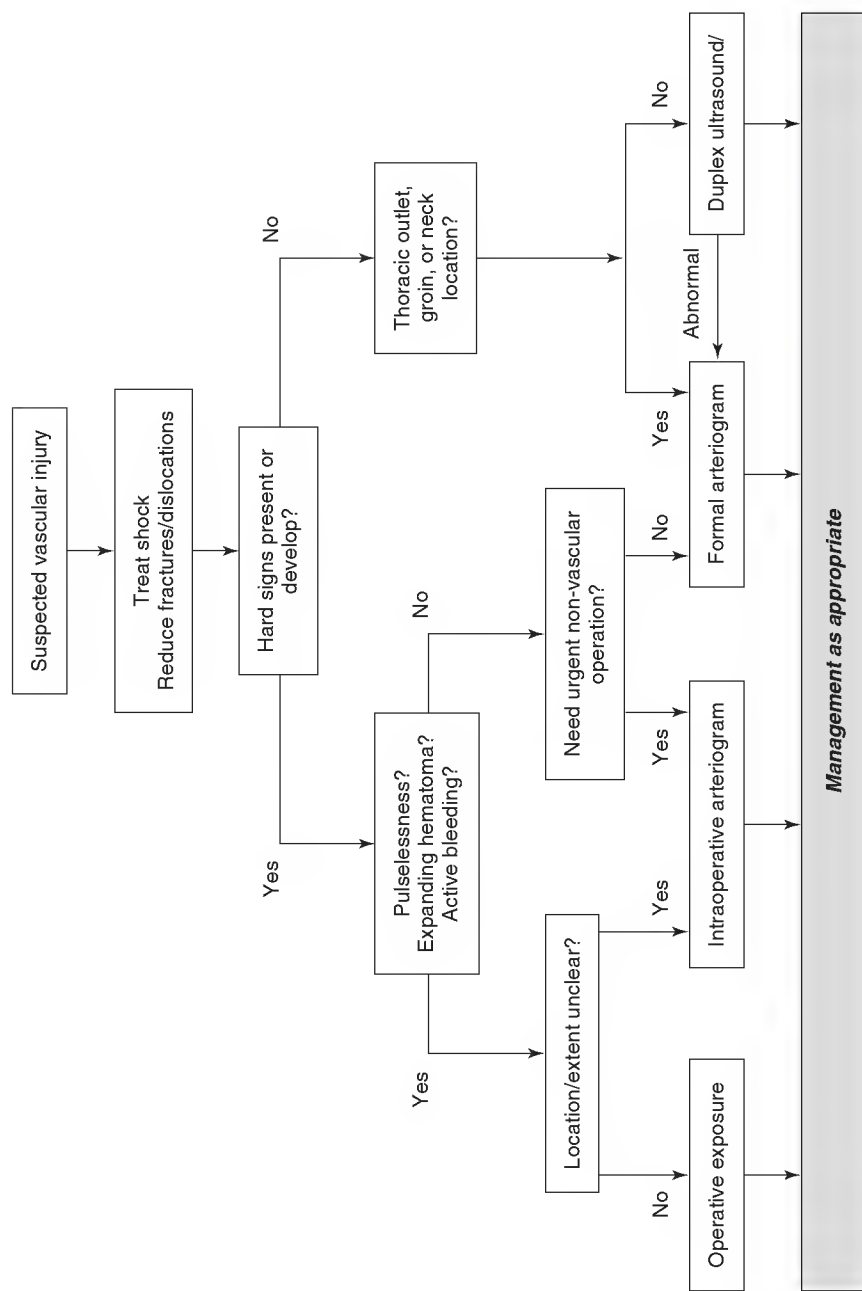 Suspected vascular injury
Treat shock
Reduce fractures/dislocations
Hard signs present or
develop?
Yes
No
Pulselessness?
Expanding hematoma?
Active bleeding?
Thoracic outlet,
groin, or neck
location?
Yes
No
Location/extent unclear?
Need urgent non-vascular
operation?
No
Yes
Yes
No
Yes
No
Operative exposure
Intraoperative arteriogram
Formal arteriogram
Abnormal
Duplex ultrasound/
Management as appropriate